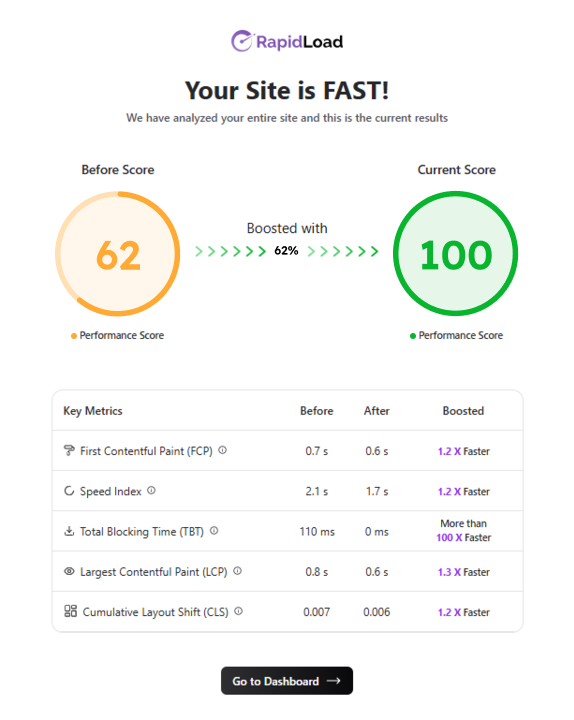 RapidLoad
Your Site is FAST!
We have analyzed your entire site and this is the current results
Before Score
Current Score
62
Boosted with
62%
100
Performance Score
Performance Score
Key Metrics Before After Boosted
First Contentful Paint (FCP) 0.7 s 0.6 s 1.2 X Faster
Speed Index 2.1 s 1.7 s 1.2 X Faster
Total Blocking Time (TBT) 110 ms 0 ms More than
100 X Faster
Largest Contentful Paint (LCP) 0.8 s 0.6 s 1.3 X Faster
Cumulative Layout Shift (CLS) 0.007 0.006 1.2 X Faster
Go to Dashboard